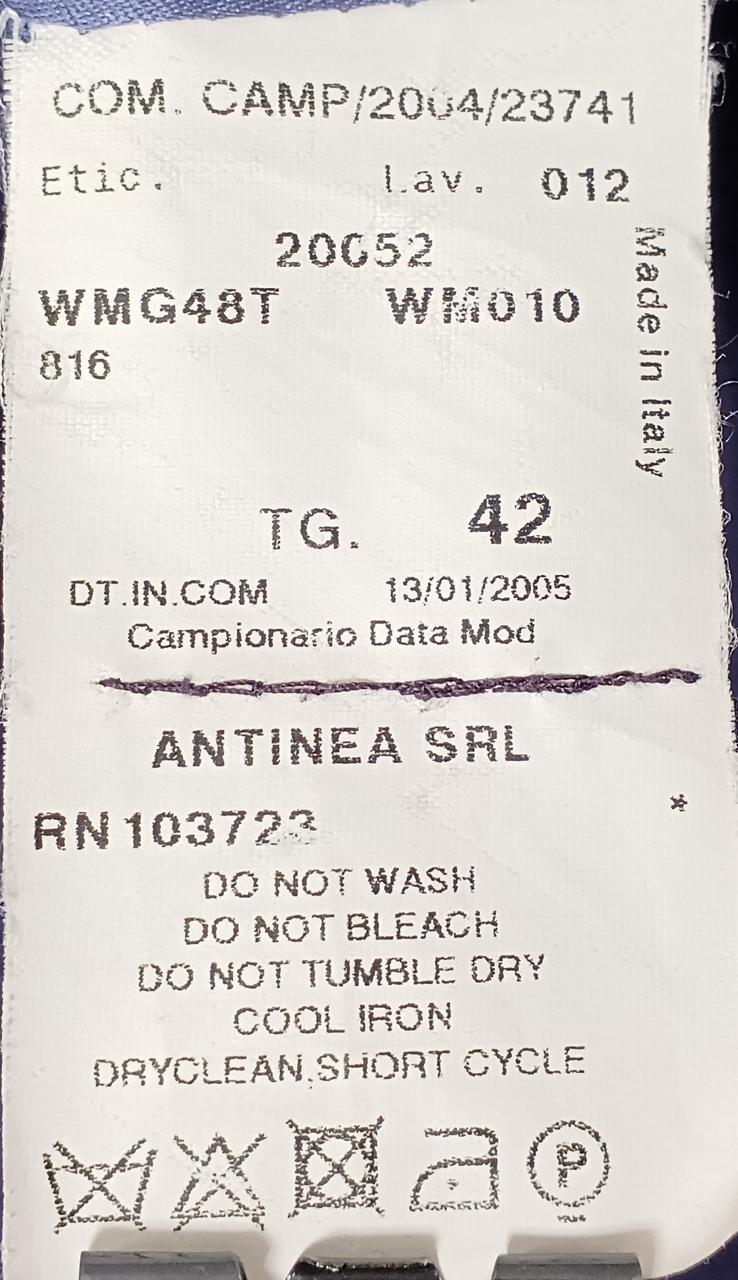 COM. CAMP/2004/23741
Etic. Lav. 012
20052
WMG48T WM010
816
Made in Italy
TG. 42
DT.IN.COM 13/01/2005
Campionario Data Mod
ANTINEA SRL
*
RN103723
DO NOT WASH
DO NOT BLEACH
DO NOT TUMBLE DRY
COOL IRON
DRYCLEAN,SHORT CYCLE
P